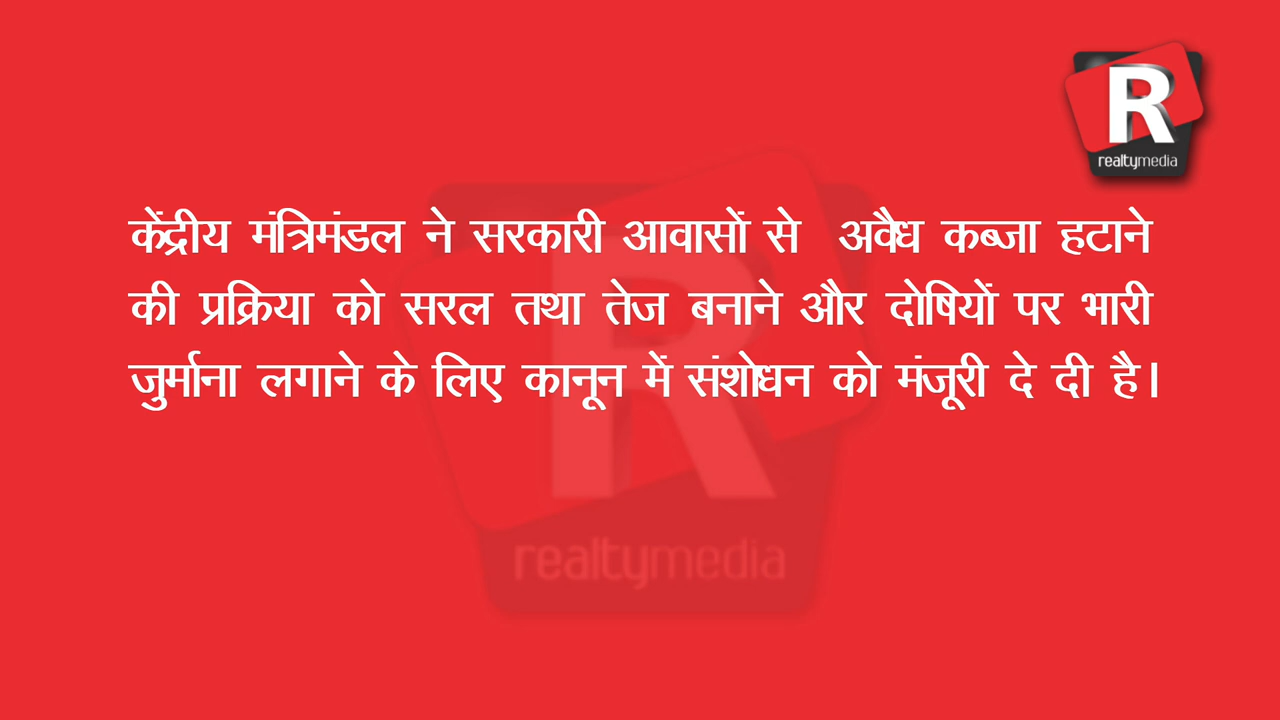 R
realtymedia
केंद्रीय मंत्रिमंडल ने सरकारी आवासों से अवैध कब्जा हटाने
की प्रक्रिया को सरल तथा तेज बनाने और दोषियों पर भारी
जुर्माना लगाने के लिए कानून में संशोधन को मंजूरी दे दी है।
R
realtymedia